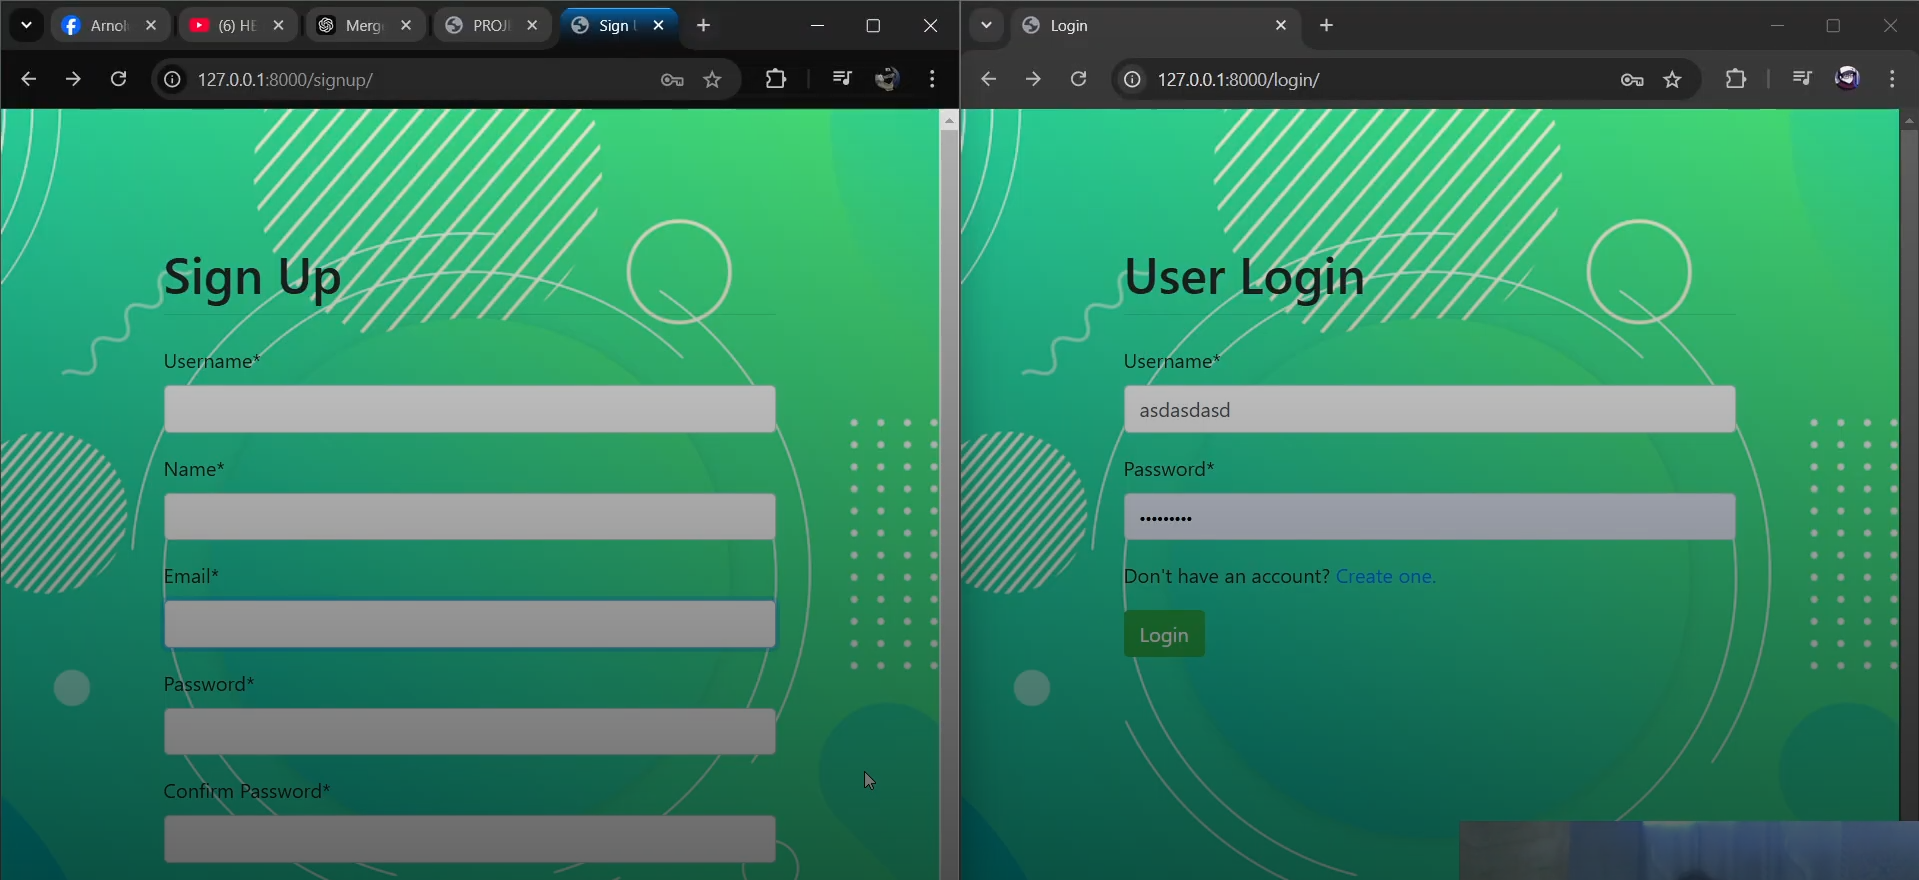 Arnol
(6) HE
Merg
PROJ
Sign U
127.0.0.1:8000/signup/
Sign Up
Username*
Name*
Email*
Password*
Confirm Password*
Login
127.0.0.1:8000/login/
User Login
Username*
asdasdasd
Password*
Don't have an account? Create one.
Login